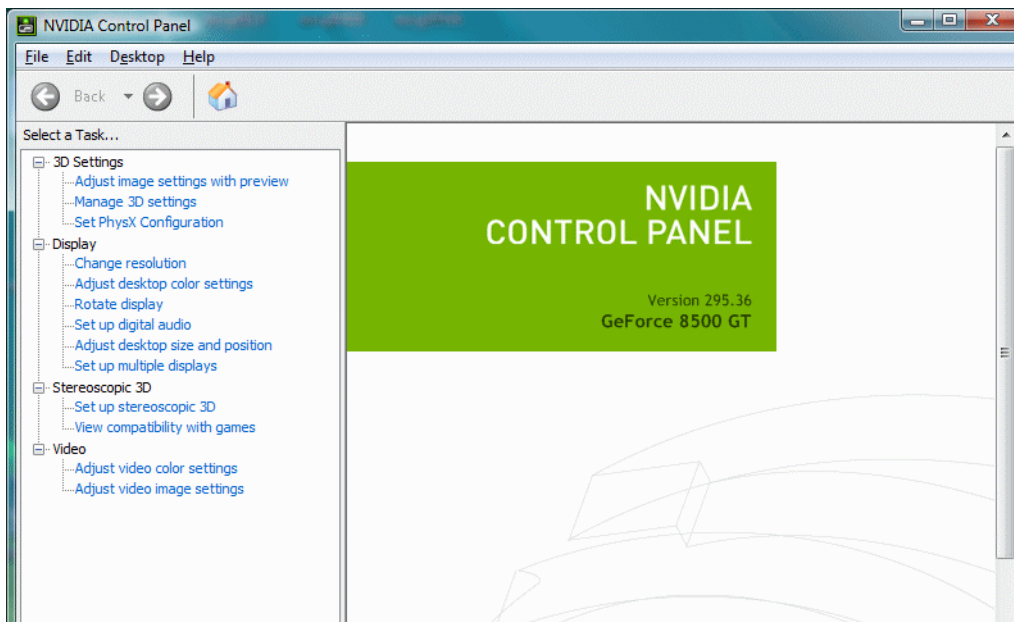 NVIDIA Control Panel
File Edit Desktop Help
Back
Select a Task...
3D Settings
Adjust image settings with preview
Manage 3D settings
Set PhysX Configuration
Display
Change resolution
Adjust desktop color settings
Rotate display
Set up digital audio
Adjust desktop size and position
Set up multiple displays
Stereoscopic 3D
Set up stereoscopic 3D
View compatibility with games
Video
Adjust video color settings
Adjust video image settings
NVIDIA
CONTROL PANEL
Version 295.36
GeForce 8500 GT